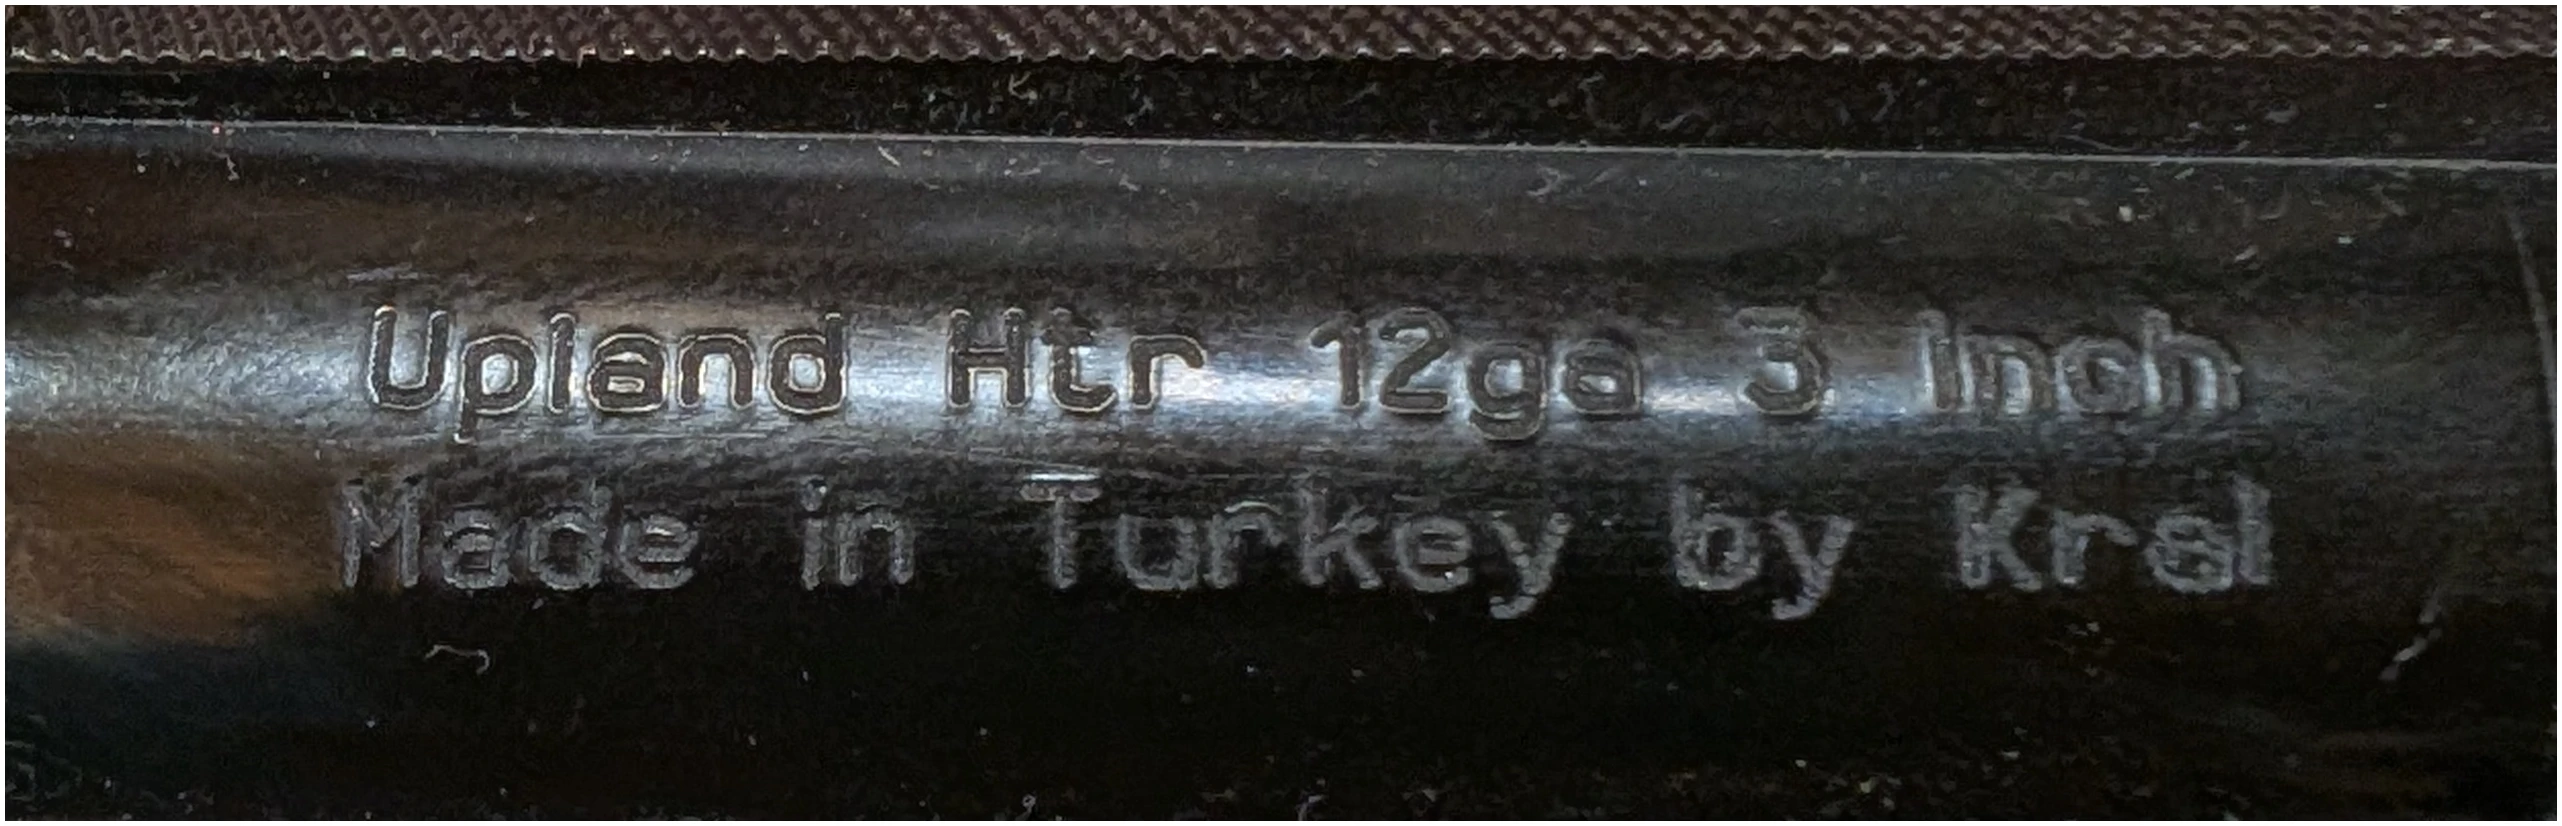 Upland Htr 12ga 3 Inch
Made in Turkey by Kral